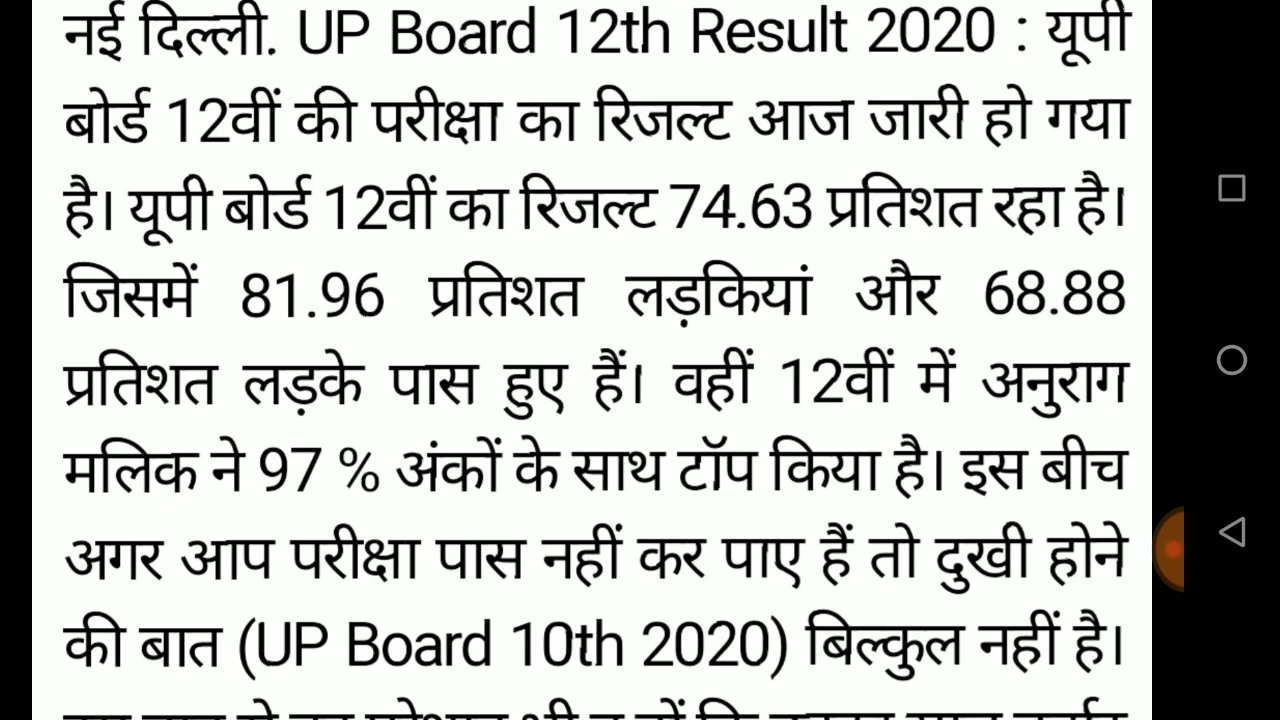 नई दिल्ली. UP Board 12th Result 2020 : यूपी
बोर्ड 12वीं की परीक्षा का रिजल्ट आज जारी हो गया
है। यूपी बोर्ड 12वीं का रिजल्ट 74.63 प्रतिशत रहा है।
जिसमें 81.96 प्रतिशत लड़कियां और 68.88
प्रतिशत लड़के पास हुए हैं। वहीं 12वीं में अनुराग
मलिक ने 97 % अंकों के साथ टॉप किया है। इस बीच
अगर आप परीक्षा पास नहीं कर पाए हैं तो दुखी होने
की बात (UP Board 10th 2020) बिल्कुल नहीं है।